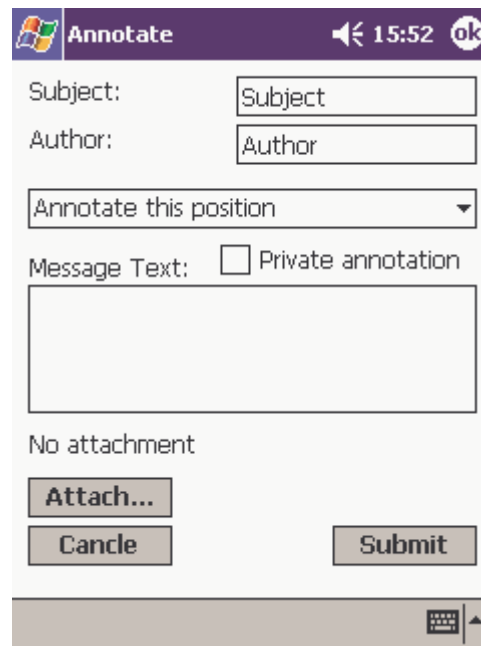 Annotate 15:52 ok
Subject: Subject
Author: Author
Annotate this position
Message Text: Private annotation
No attachment
Attach...
Cancle Submit